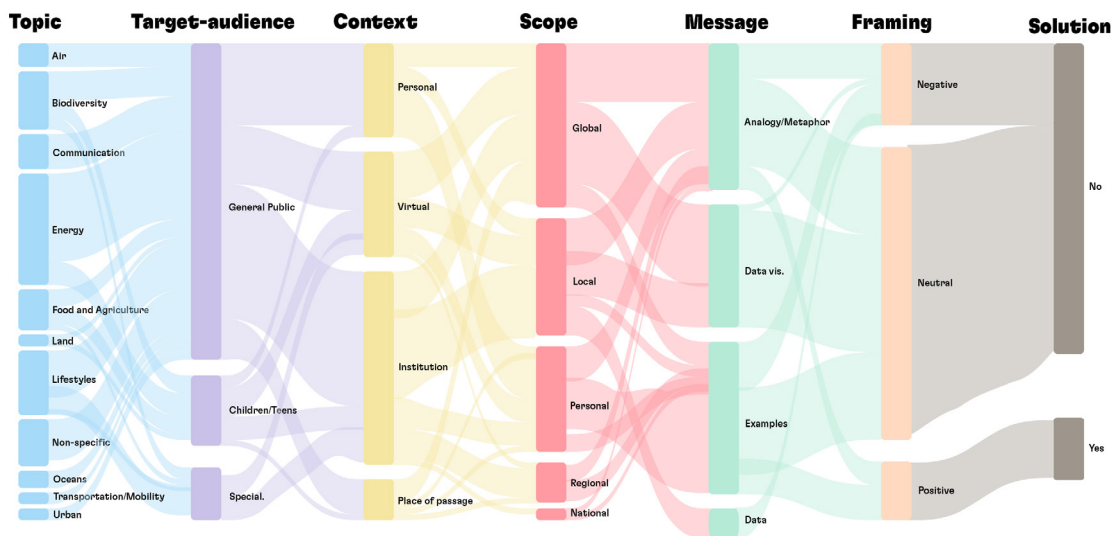 Topic
Target-audience
Context
Scope
Message
Framing
Solution
Air
Biodiversity
Communication
Energy
Food and Agriculture
Land
Lifestyles
Non-specific
Oceans
Transportation/Mobility
Urban
General Public
Children/Teens
Special.
Personal
Virtual
Institution
Place of passage
Global
Local
Personal
Regional
National
Analogy/Metaphor
Data vis.
Examples
Data
Negative
Neutral
Positive
No
Yes